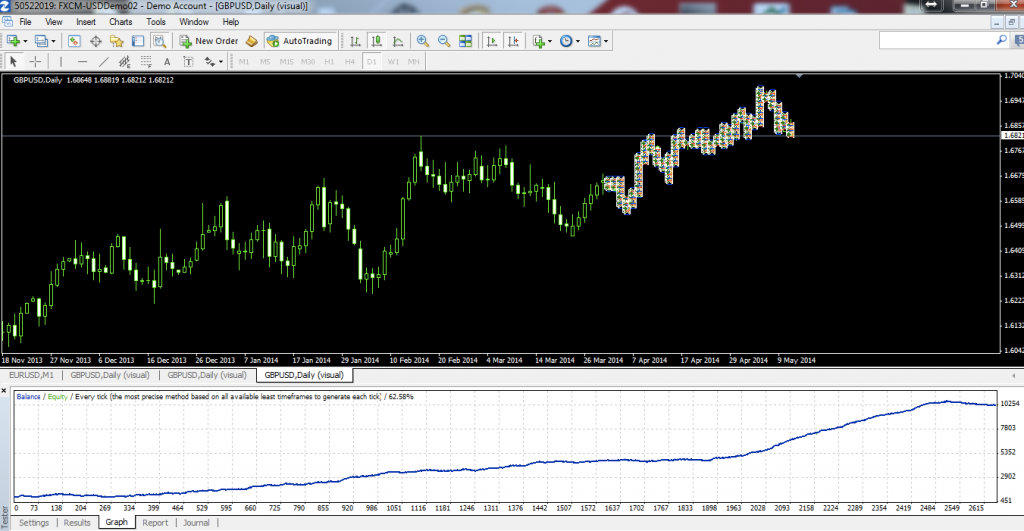 50522019: FXCM-USDDemo02 - Demo Account - [GBPUSD,Daily (visual)]
File View Insert Charts Tools Window Help
New Order AutoTrading
A T M1 M5 M15 M30 H1 H4 D1 W1 MN
GBPUSD,Daily 1.68648 1.68819 1.68212 1.68212
1.7040
1.6947
1.6857
1.6821
1.6767
1.6675
1.6585
1.6495
1.6405
1.6312
1.6222
1.6132
1.6042
18 Nov 2013 27 Nov 2013 6 Dec 2013 16 Dec 2013 26 Dec 2013 7 Jan 2014 17 Jan 2014 29 Jan 2014 10 Feb 2014 20 Feb 2014 4 Mar 2014 14 Mar 2014 26 Mar 2014 7 Apr 2014 17 Apr 2014 29 Apr 2014 9 May 2014
EURUSD,M1 GBPUSD,Daily (visual) GBPUSD,Daily (visual) GBPUSD,Daily (visual)
Balance / Equity / Every tick (the most precise method based on all available least timeframes to generate each tick) / 62.58%
10254
7803
5352
2902
451
0 73 138 204 269 334 399 464 529 595 660 725 790 855 920 986 1051 1116 1181 1246 1311 1376 1442 1507 1572 1637 1702 1767 1833 1898 1963 2028 2093 2158 2224 2289 2354 2419 2484 2549 2615
Tester
Settings Results Graph Report Journal